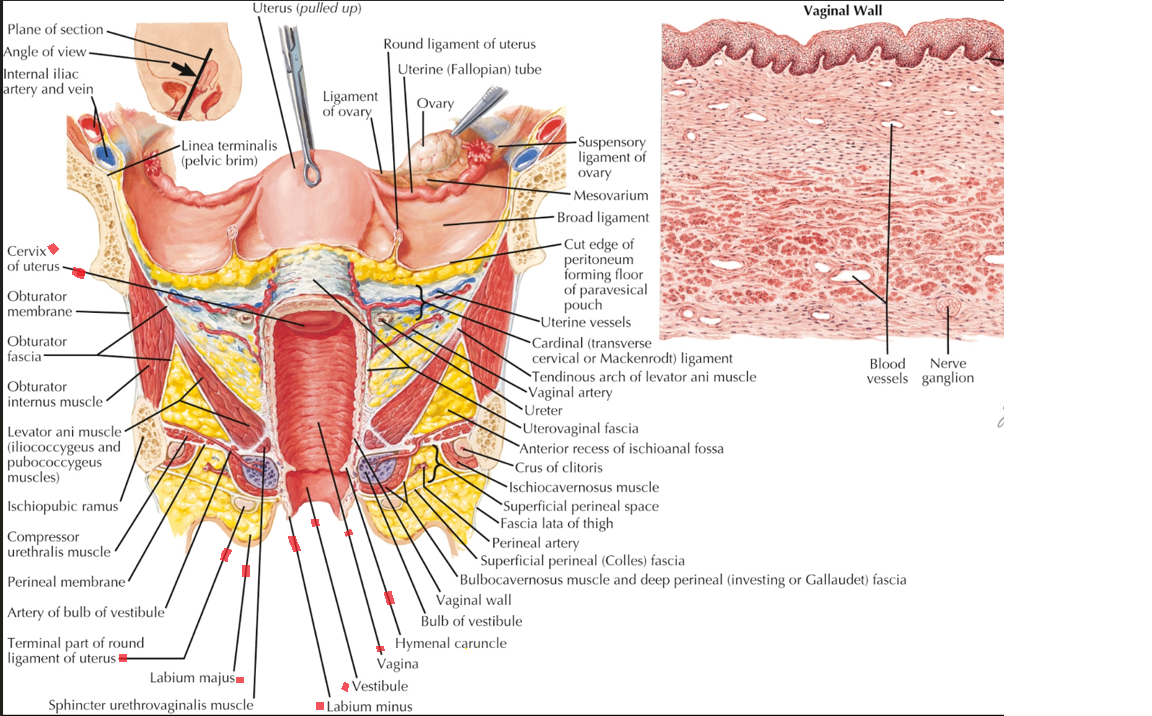 Uterus (pulled up)
Vaginal Wall
Plane of section
Angle of view
Internal iliac
artery and vein
Round ligament of uterus
Uterine (Fallopian) tube
Ligament
of ovary
Ovary
Linea terminalis
(pelvic brim)
Suspensory
ligament of
ovary
Mesovarium
Broad ligament
Cut edge of
peritoneum
forming floor
of paravesical
pouch
Uterine vessels
Cardinal (transverse
cervical or Mackenrodt) ligament
Tendinous arch of levator ani muscle
Vaginal artery
Ureter
Uterovaginal fascia
Anterior recess of ischioanal fossa
Crus of clitoris
Ischiocavernosus muscle
Superficial perineal space
Fascia lata of thigh
Perineal artery
Superficial perineal (Colles) fascia
Bulbocavernosus muscle and deep perineal (investing or Gallaudet) fascia
Vaginal wall
Bulb of vestibule
Hymenal caruncle
Vagina
Vestibule
Labium minus
Cervix
of uterus
Obturator
membrane
Obturator
fascia
Obturator
internus muscle
Levator ani muscle
(iliococcygeus and
pubococcygeus
muscles)
Ischiopubic ramus
Compressor
urethralis muscle
Perineal membrane
Artery of bulb of vestibule
Terminal part of round
ligament of uterus
Labium majus
Sphincter urethrovaginalis muscle
Blood
vessels
Nerve
ganglion